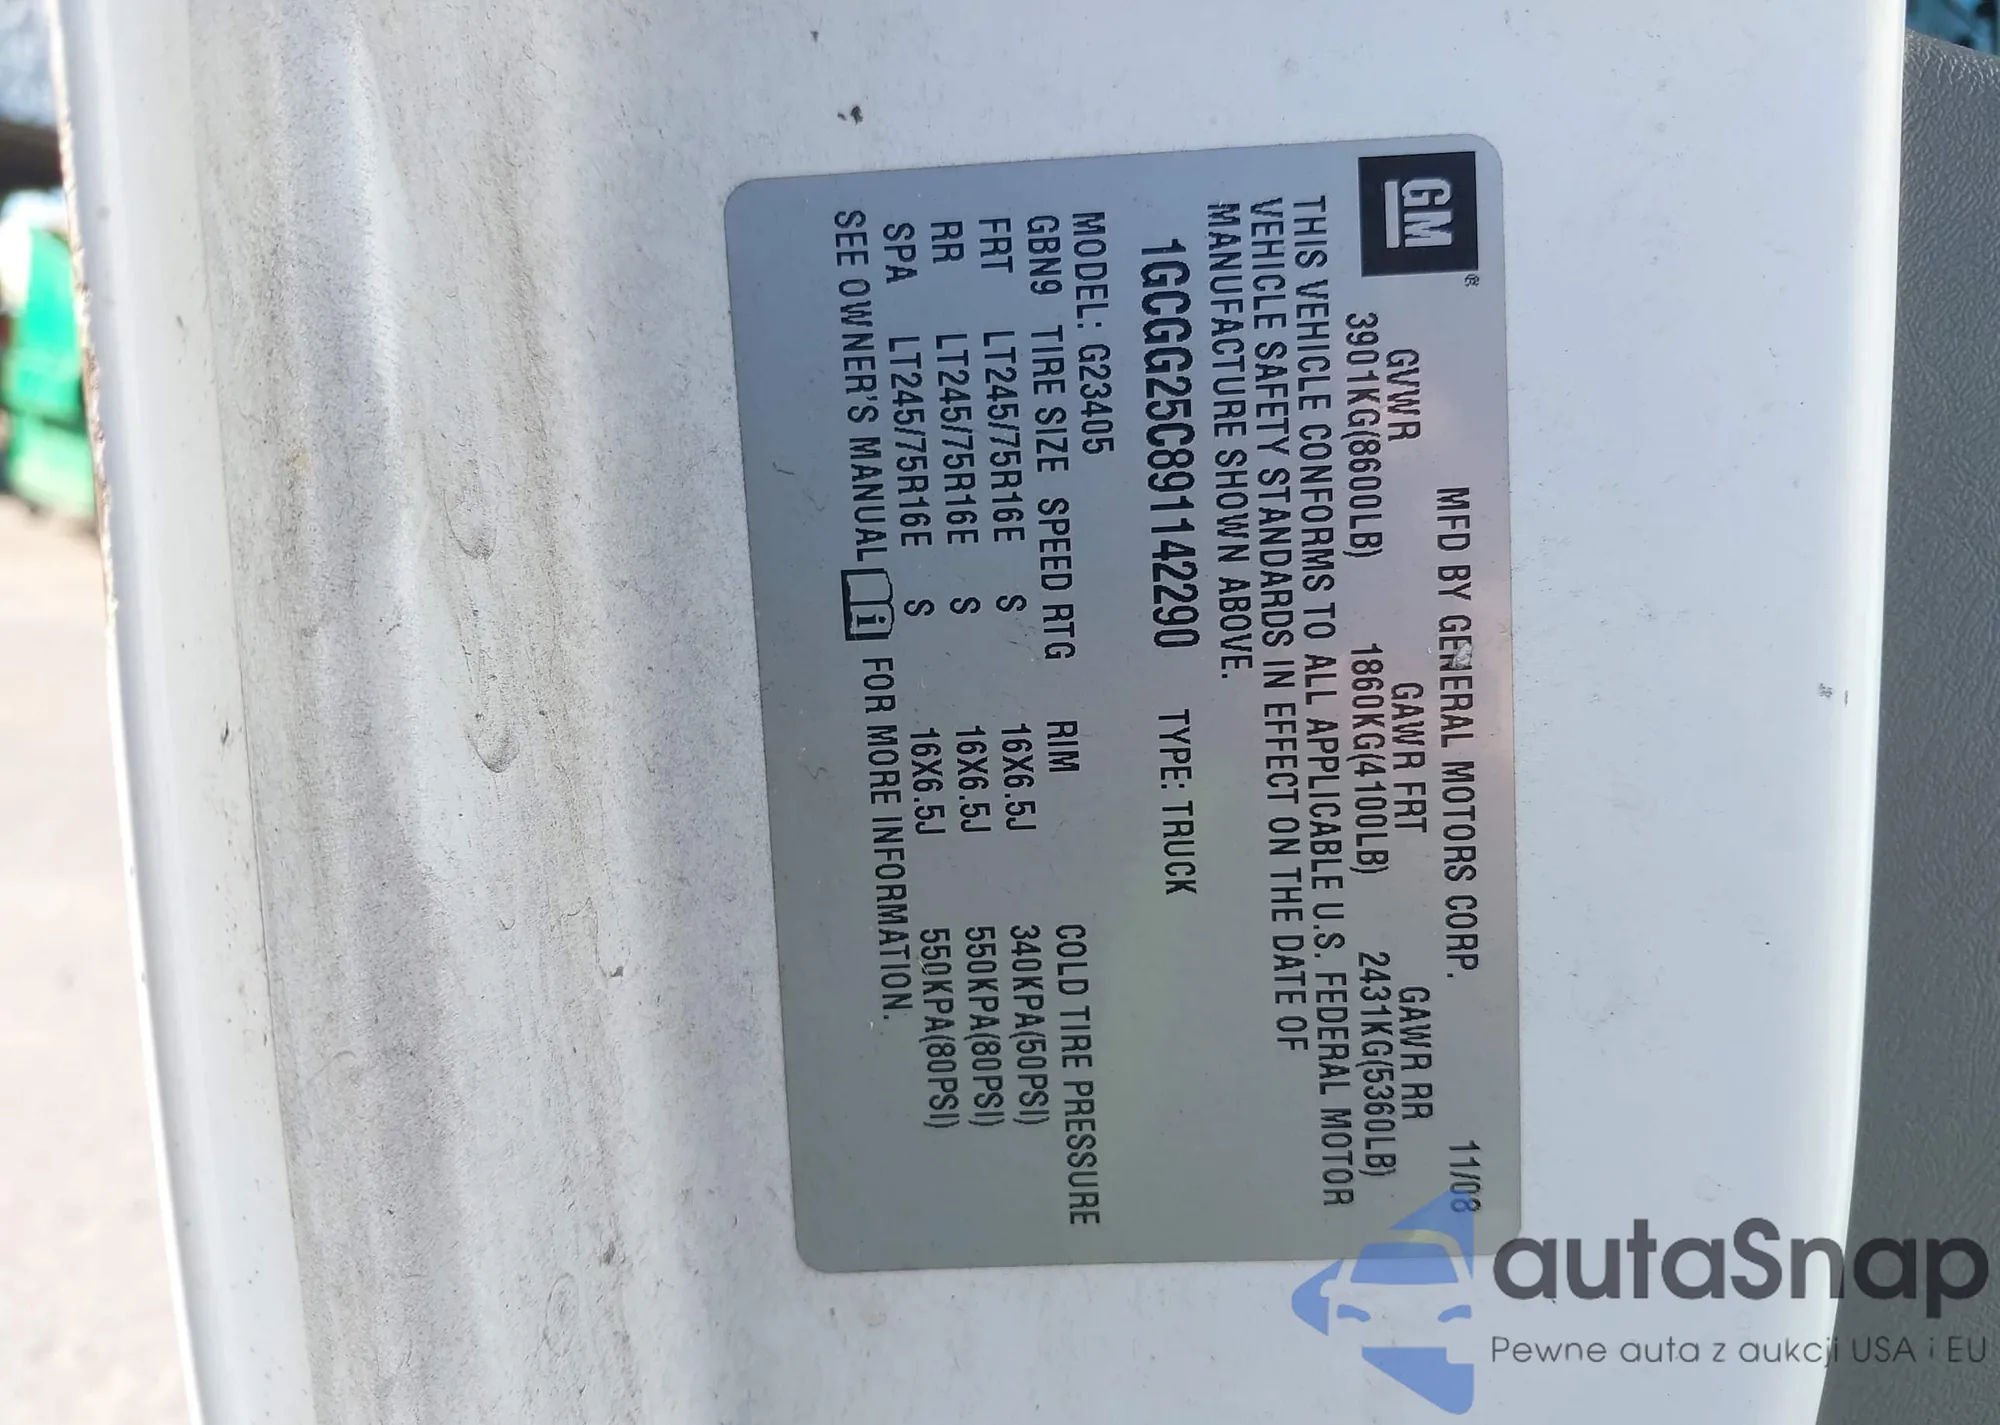 GM®
MFD BY GENERAL MOTORS CORP. 11/08
GVWR GAWR FRT GAWR RR
3901KG(8600LB) 1860KG(4100LB) 2431KG(5360LB)
THIS VEHICLE CONFORMS TO ALL APPLICABLE U.S. FEDERAL MOTOR
VEHICLE SAFETY STANDARDS IN EFFECT ON THE DATE OF
MANUFACTURE SHOWN ABOVE.
1GCGG25C891142290 TYPE: TRUCK
MODEL: G23405
GBN9 TIRE SIZE SPEED RTG RIM COLD TIRE PRESSURE
FRT LT245/75R16E S 16X6.5J 340KPA(50PSI)
RR LT245/75R16E S 16X6.5J 550KPA(80PSI)
SPA LT245/75R16E S 16X6.5J 550KPA(80PSI)
SEE OWNER'S MANUAL i FOR MORE INFORMATION.
autaSnap
Pewne auta z aukcji USA i EU